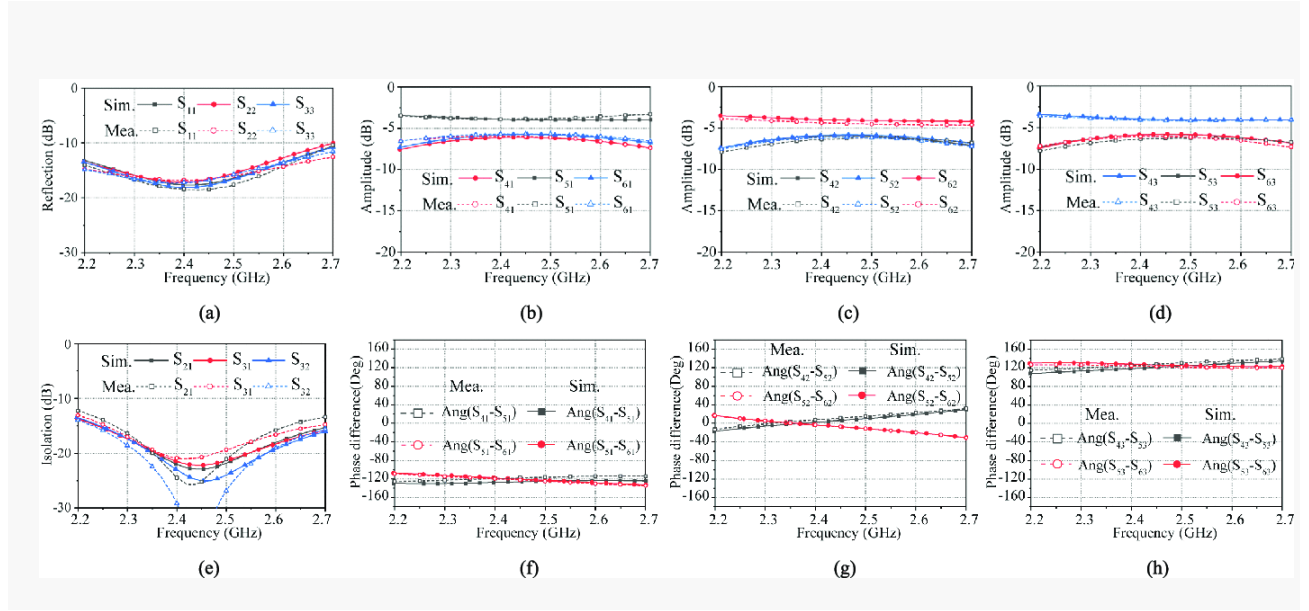 0
-10
-20
-30
Reflection (dB)
Sim. S11 S22 S33
Mea. S11 S22 S33
2.2 2.3 2.4 2.5 2.6 2.7
Frequency (GHz)
(a)
0
-5
-10
-15
-20
Amplitude (dB)
Sim. S41 S51 S61
Mea. S41 S51 S61
2.2 2.3 2.4 2.5 2.6 2.7
Frequency (GHz)
(b)
0
-5
-10
-15
-20
Amplitude (dB)
Sim. S42 S52 S62
Mea. S42 S52 S62
2.2 2.3 2.4 2.5 2.6 2.7
Frequency (GHz)
(c)
0
-5
-10
-15
-20
Amplitude (dB)
Sim. S43 S53 S63
Mea. S43 S53 S63
2.2 2.3 2.4 2.5 2.6 2.7
Frequency (GHz)
(d)
0
-10
-20
-30
Isolation (dB)
Sim. S21 S31 S32
Mea. S21 S31 S32
2.2 2.3 2.4 2.5 2.6 2.7
Frequency (GHz)
(e)
160
120
80
40
0
-40
-80
-120
-160
Phase difference(Deg)
Mea. Sim.
Ang(S41-S51) Ang(S41-S51)
Ang(S51-S61) Ang(S51-S61)
2.2 2.3 2.4 2.5 2.6 2.7
Frequency (GHz)
(f)
160
120
80
40
0
-40
-80
-120
-160
Phase difference(Deg)
Mea. Sim.
Ang(S42-S52) Ang(S42-S52)
Ang(S52-S62) Ang(S52-S62)
2.2 2.3 2.4 2.5 2.6 2.7
Frequency (GHz)
(g)
160
120
80
40
0
-40
-80
-120
-160
Phase difference(Deg)
Mea. Sim.
Ang(S43-S53)
Ang(S53-S63)
2.2 2.3 2.4 2.5 2.6 2.7
Frequency (GHz)
(h)